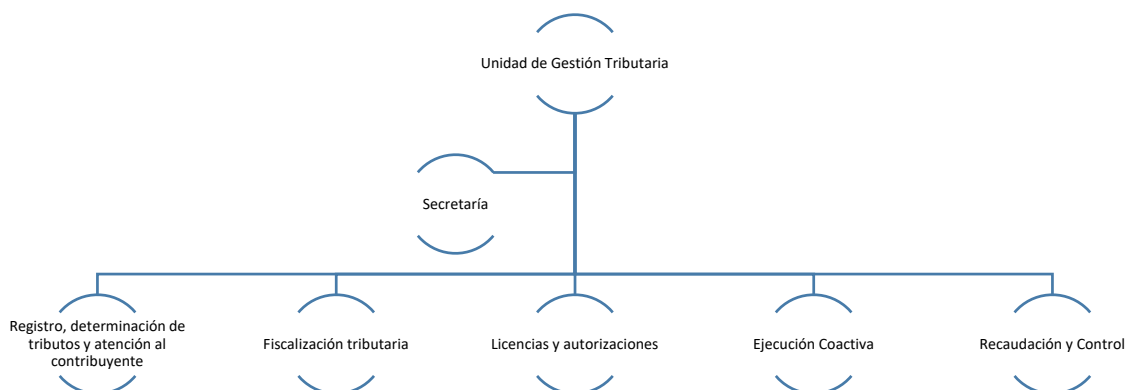 Unidad de Gestión Tributaria
Secretaría
Registro, determinación de
tributos y atención al
contribuyente
Fiscalización tributaria
Licencias y autorizaciones
Ejecución Coactiva
Recaudación y Control